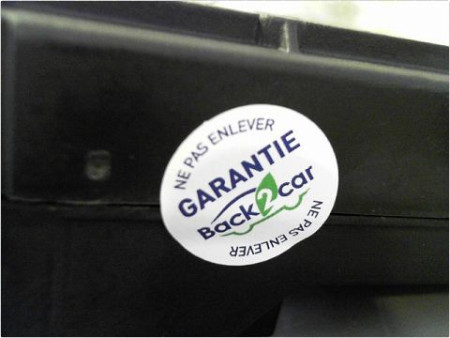 NE PAS ENLEVER
GARANTIE
Back2car
NE PAS ENLEVER